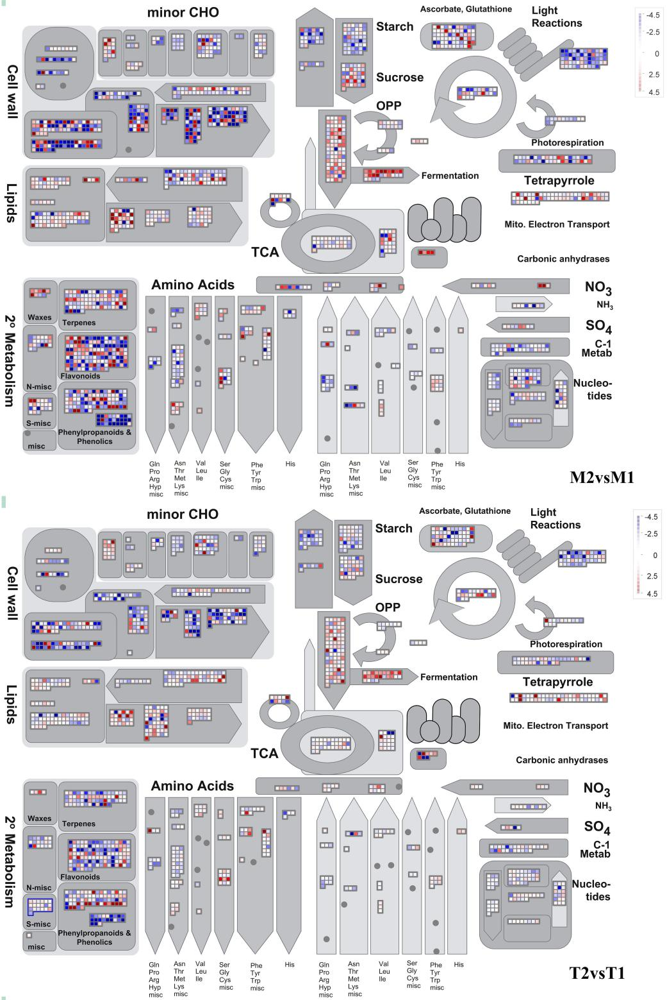 minor CHO
Ascorbate, Glutathione
Light
Reactions
-4.5
-2.5
0
2.5
4.5
Starch
Cell wall
Sucrose
OPP
Photorespiration
Tetrapyrrole
Fermentation
Lipids
Mito. Electron Transport
TCA
Carbonic anhydrases
Amino Acids
NO3
NH3
SO4
C-1
Metab
Nucleo-
tides
2º Metabolism
Waxes
Terpenes
N-misc
Flavonoids
S-misc
misc
Phenylpropanoids &
Phenolics
Gln
Pro
Arg
Hyp
misc
Asn
Thr
Met
Lys
misc
Val
Leu
Ile
Ser
Gly
Cys
misc
Phe
Tyr
Trp
misc
His
Gln
Pro
Arg
Hyp
misc
Asn
Thr
Met
Lys
misc
Val
Leu
Ile
Ser
Gly
Cys
misc
Phe
Tyr
Trp
misc
His
M2vsM1
minor CHO
Ascorbate, Glutathione
Light
Reactions
-4.5
-2.5
0
2.5
4.5
Starch
Cell wall
Sucrose
OPP
Photorespiration
Tetrapyrrole
Fermentation
Lipids
Mito. Electron Transport
TCA
Carbonic anhydrases
Amino Acids
NO3
NH3
SO4
C-1
Metab
Nucleo-
tides
2º Metabolism
Waxes
Terpenes
N-misc
Flavonoids
S-misc
misc
Phenylpropanoids &
Phenolics
Gln
Pro
Arg
Hyp
misc
Asn
Thr
Met
Lys
misc
Val
Leu
Ile
Ser
Gly
Cys
misc
Phe
Tyr
Trp
misc
His
Gln
Pro
Arg
Hyp
misc
Asn
Thr
Met
Lys
misc
Val
Leu
Ile
Ser
Gly
Cys
misc
Phe
Tyr
Trp
misc
His
T2vsT1